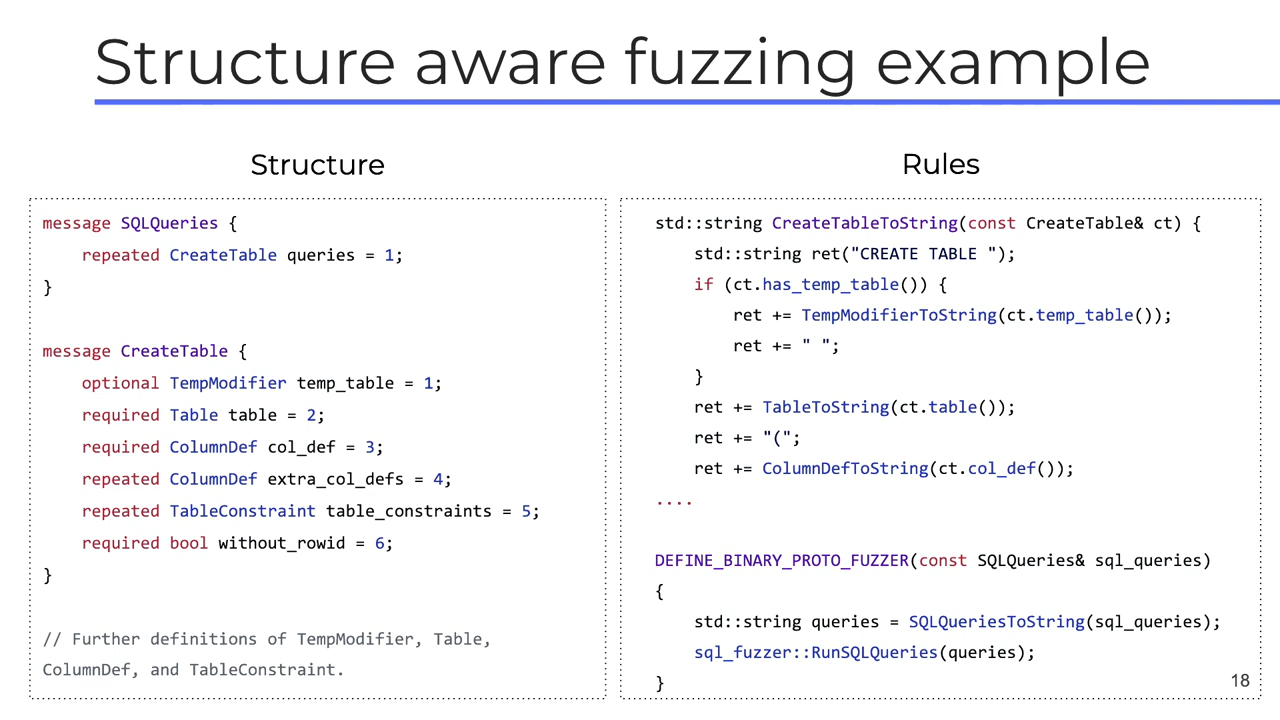 Structure aware fuzzing example
Structure
message SQLQueries {
    repeated CreateTable queries = 1;
}
message CreateTable {
    optional TempModifier temp_table = 1;
    required Table table = 2;
    required ColumnDef col_def = 3;
    repeated ColumnDef extra_col_defs = 4;
    repeated TableConstraint table_constraints = 5;
    required bool without_rowid = 6;
}
// Further definitions of TempModifier, Table,
ColumnDef, and TableConstraint.
Rules
std::string CreateTableToString(const CreateTable& ct) {
    std::string ret("CREATE TABLE ");
    if (ct.has_temp_table()) {
        ret += TempModifierToString(ct.temp_table());
        ret += " ";
    }
    ret += TableToString(ct.table());
    ret += "(";
    ret += ColumnDefToString(ct.col_def());
....
DEFINE_BINARY_PROTO_FUZZER(const SQLQueries& sql_queries)
{
    std::string queries = SQLQueriesToString(sql_queries);
    sql_fuzzer::RunSQLQueries(queries);
}
18